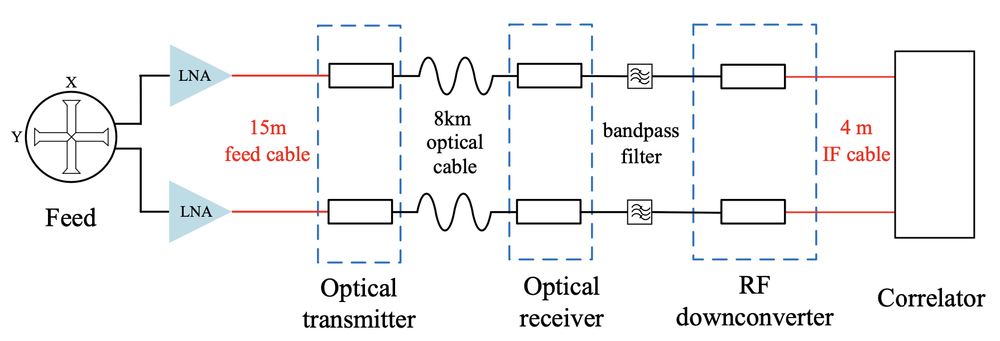 X
Y
Feed
LNA
LNA
15m
feed cable
Optical
transmitter
8km
optical
cable
Optical
receiver
bandpass
filter
RF
downconverter
4 m
IF cable
Correlator